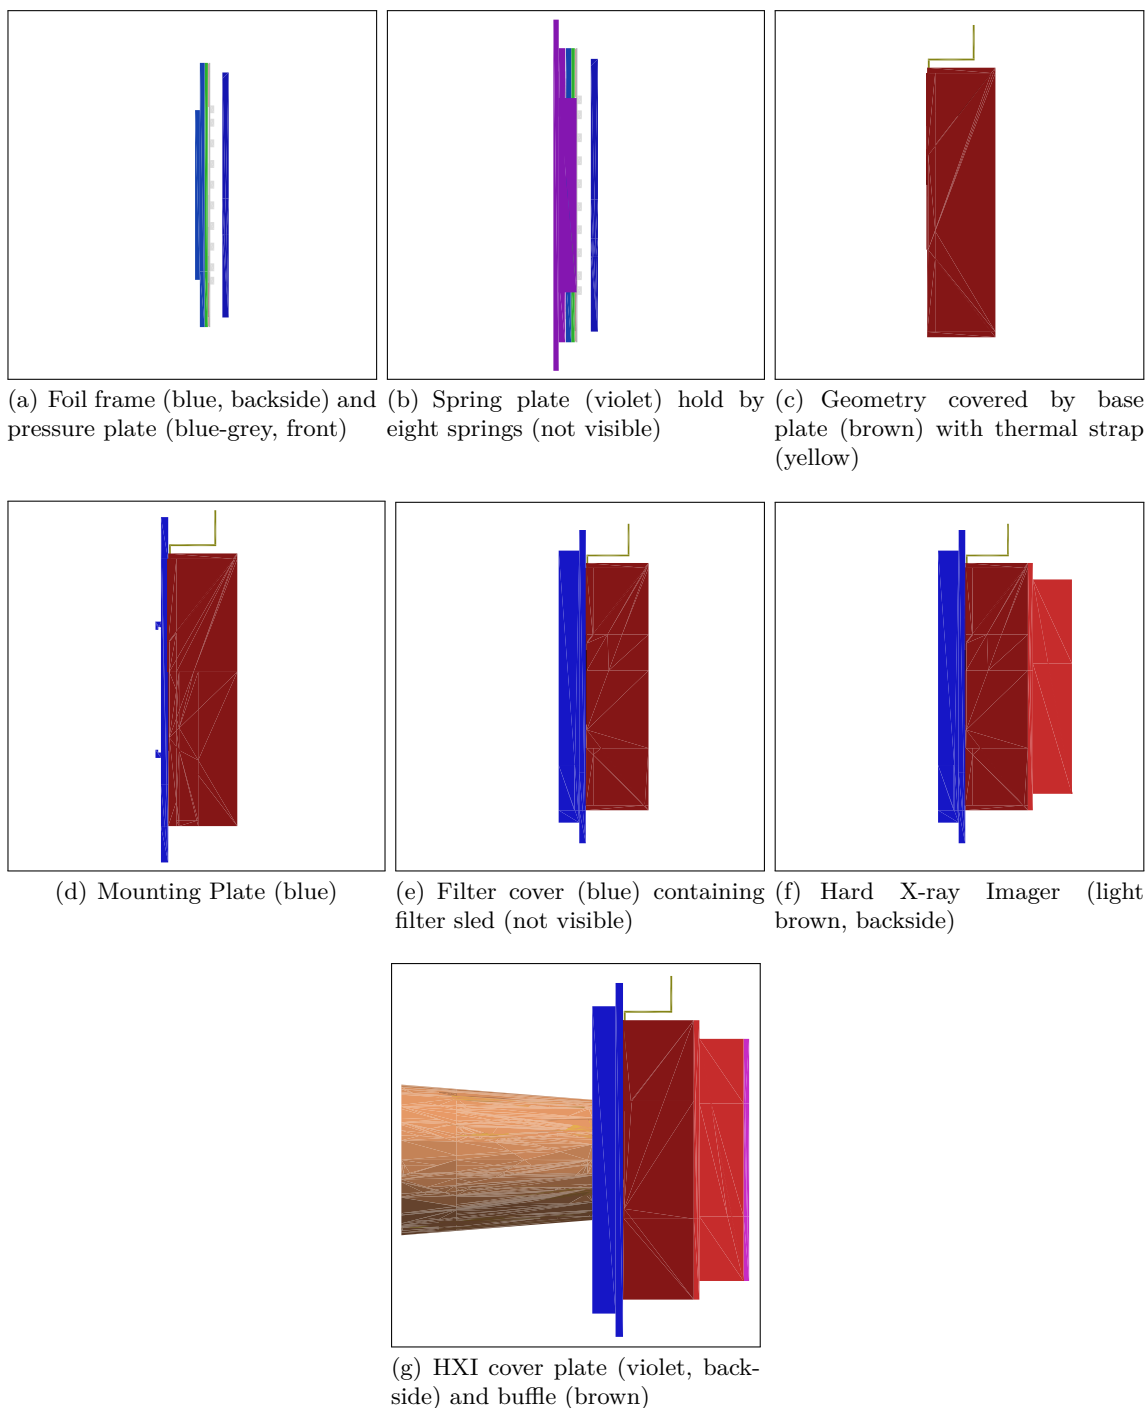 (a) Foil frame (blue, backside) and
pressure plate (blue-grey, front)
(b) Spring plate (violet) hold by
eight springs (not visible)
(c) Geometry covered by base
plate (brown) with thermal strap
(yellow)
(d) Mounting Plate (blue)
(e) Filter cover (blue) containing
filter sled (not visible)
(f) Hard X-ray Imager (light
brown, backside)
(g) HXI cover plate (violet, back-
side) and buffle (brown)